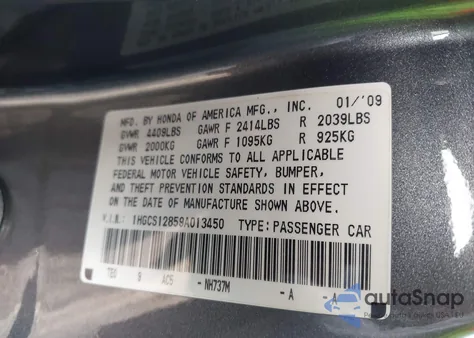 MFD. BY HONDA OF AMERICA MFG., INC. 01/'09
GVWR 4409LBS GAWR F 2414LBS R 2039LBS
GVWR 2000KG GAWR F 1095KG R 925KG
THIS VEHICLE CONFORMS TO ALL APPLICABLE
FEDERAL MOTOR VEHICLE SAFETY, BUMPER,
AND THEFT PREVENTION STANDARDS IN EFFECT
ON THE DATE OF MANUFACTURE SHOWN ABOVE.
V.I.N.: 1HGCS12859A013450 TYPE:PASSENGER CAR
9 AC5 -NH737M -A
autoSnap